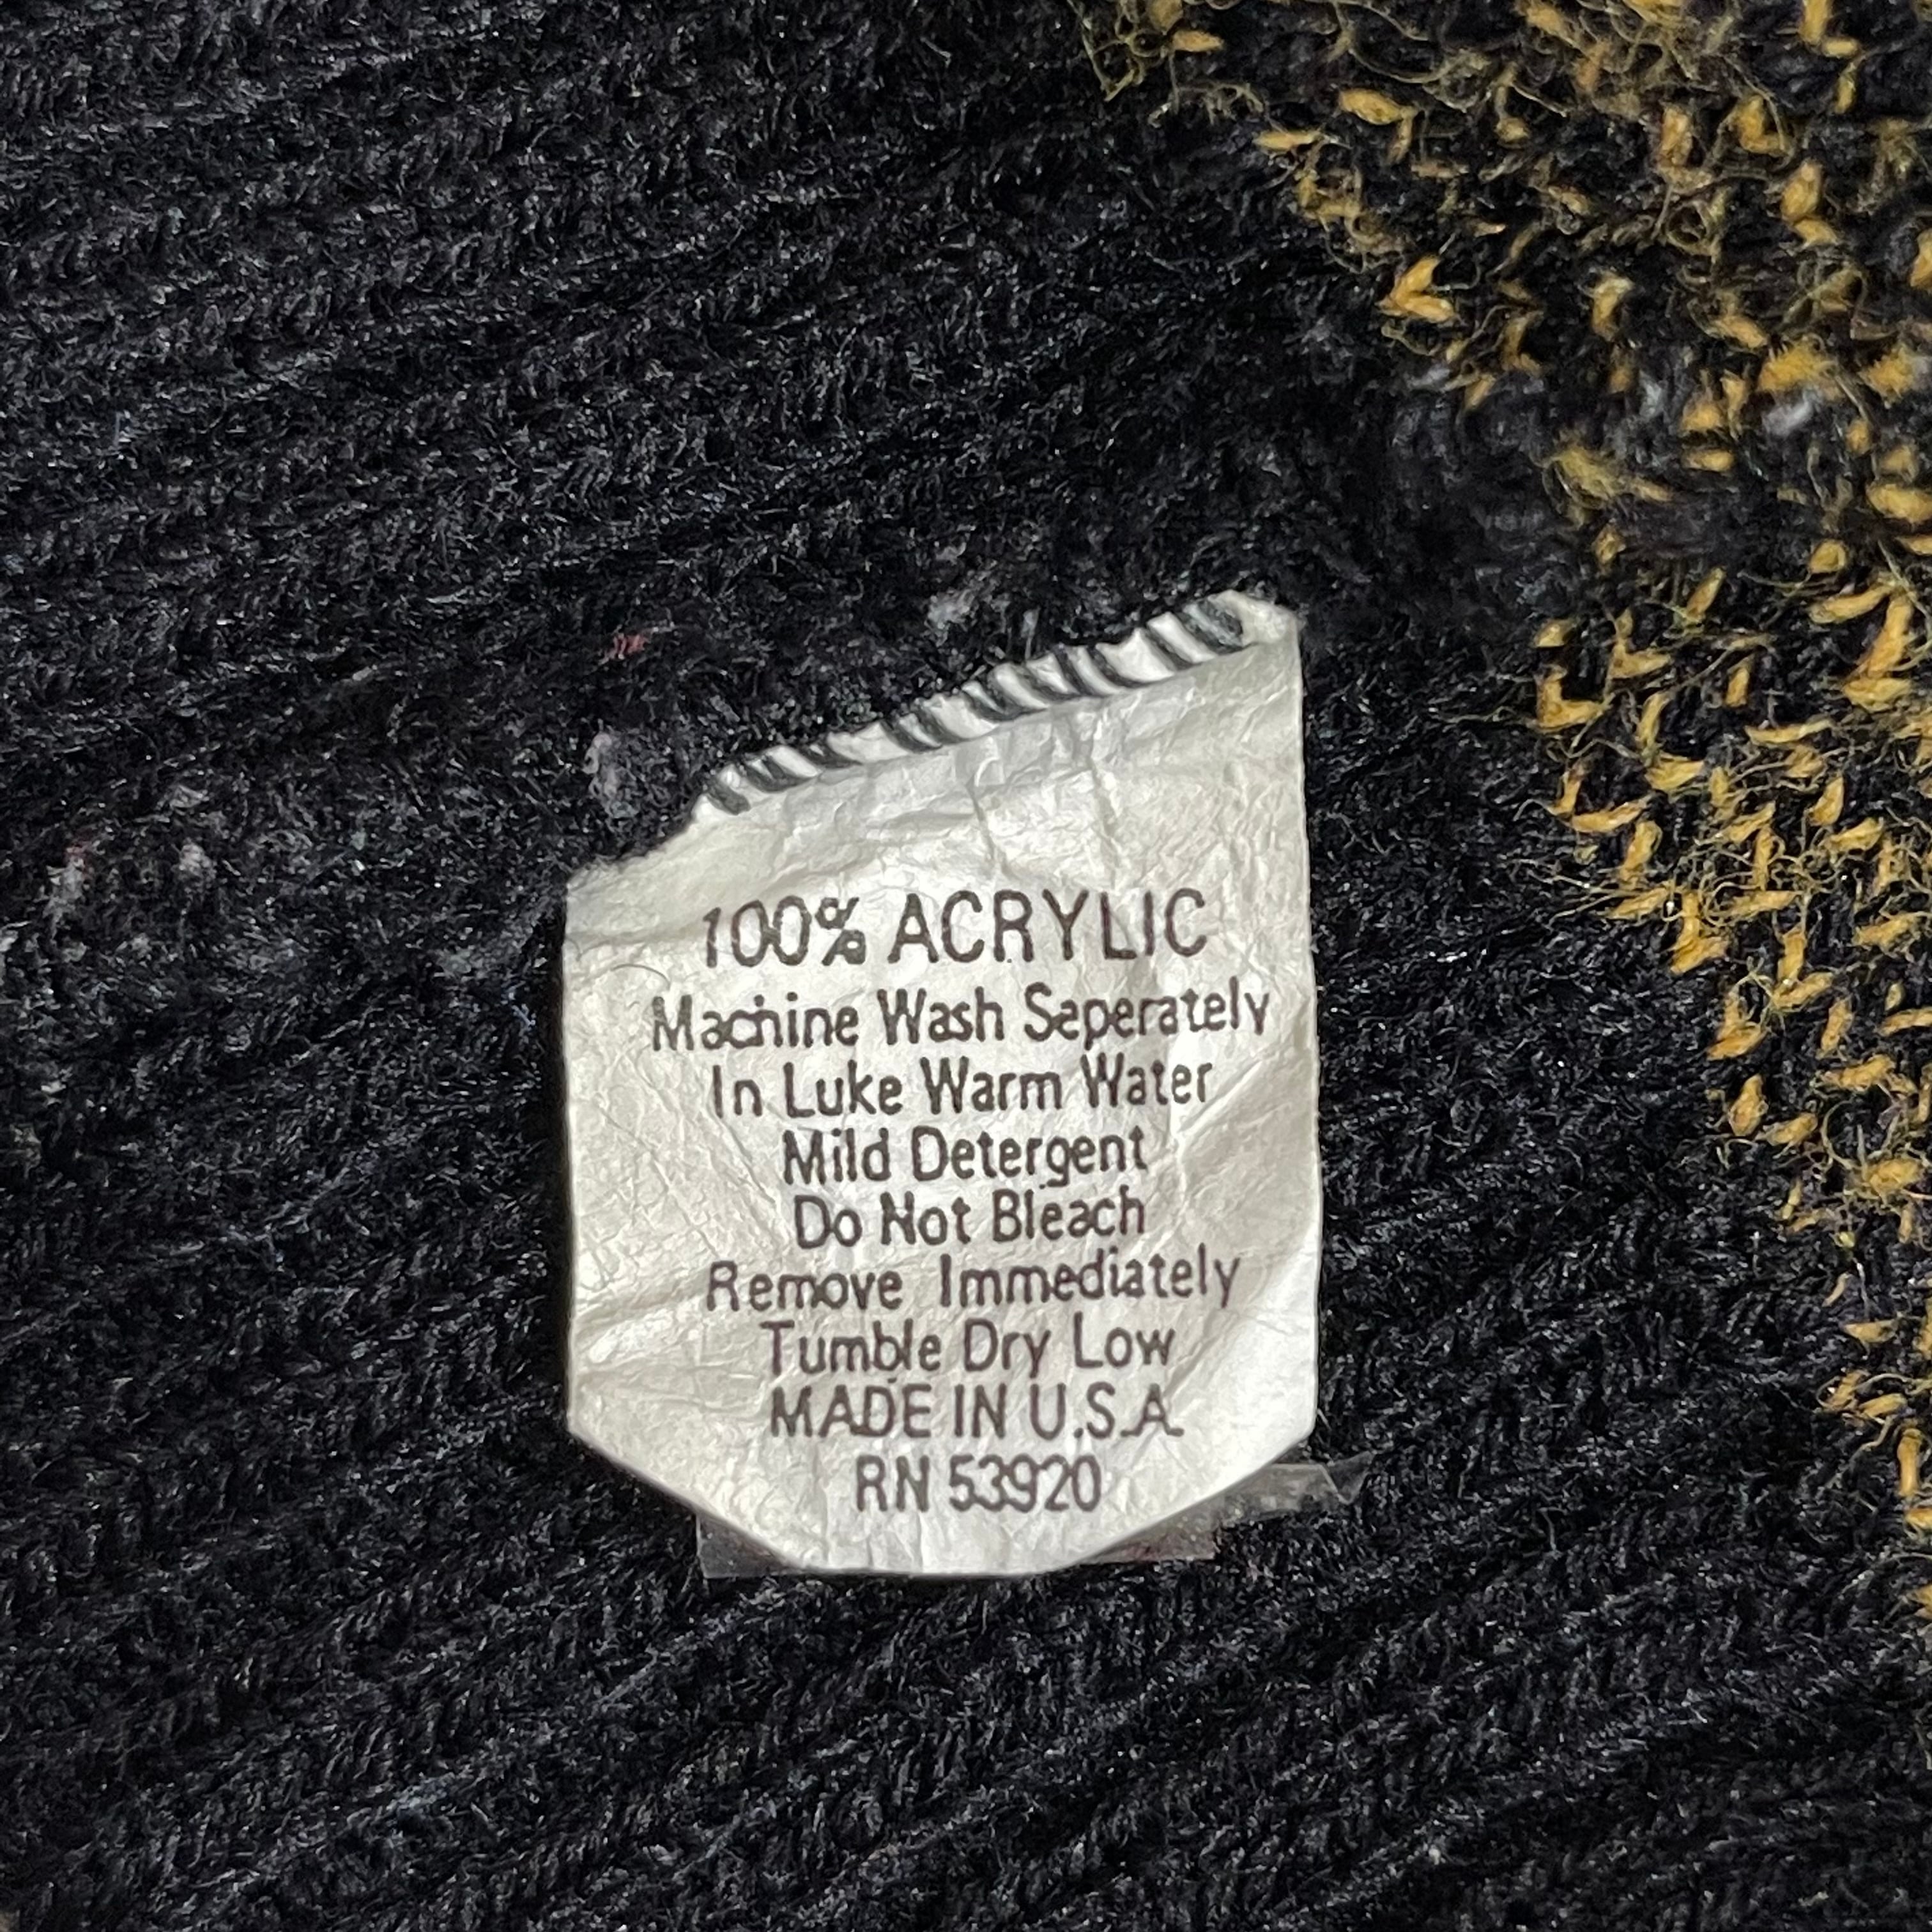 100% ACRYLIC
Machine Wash Seperately
In Luke Warm Water
Mild Detergent
Do Not Bleach
Remove Immediately
Tumble Dry Low
MADE IN U.S.A.
RN 53920